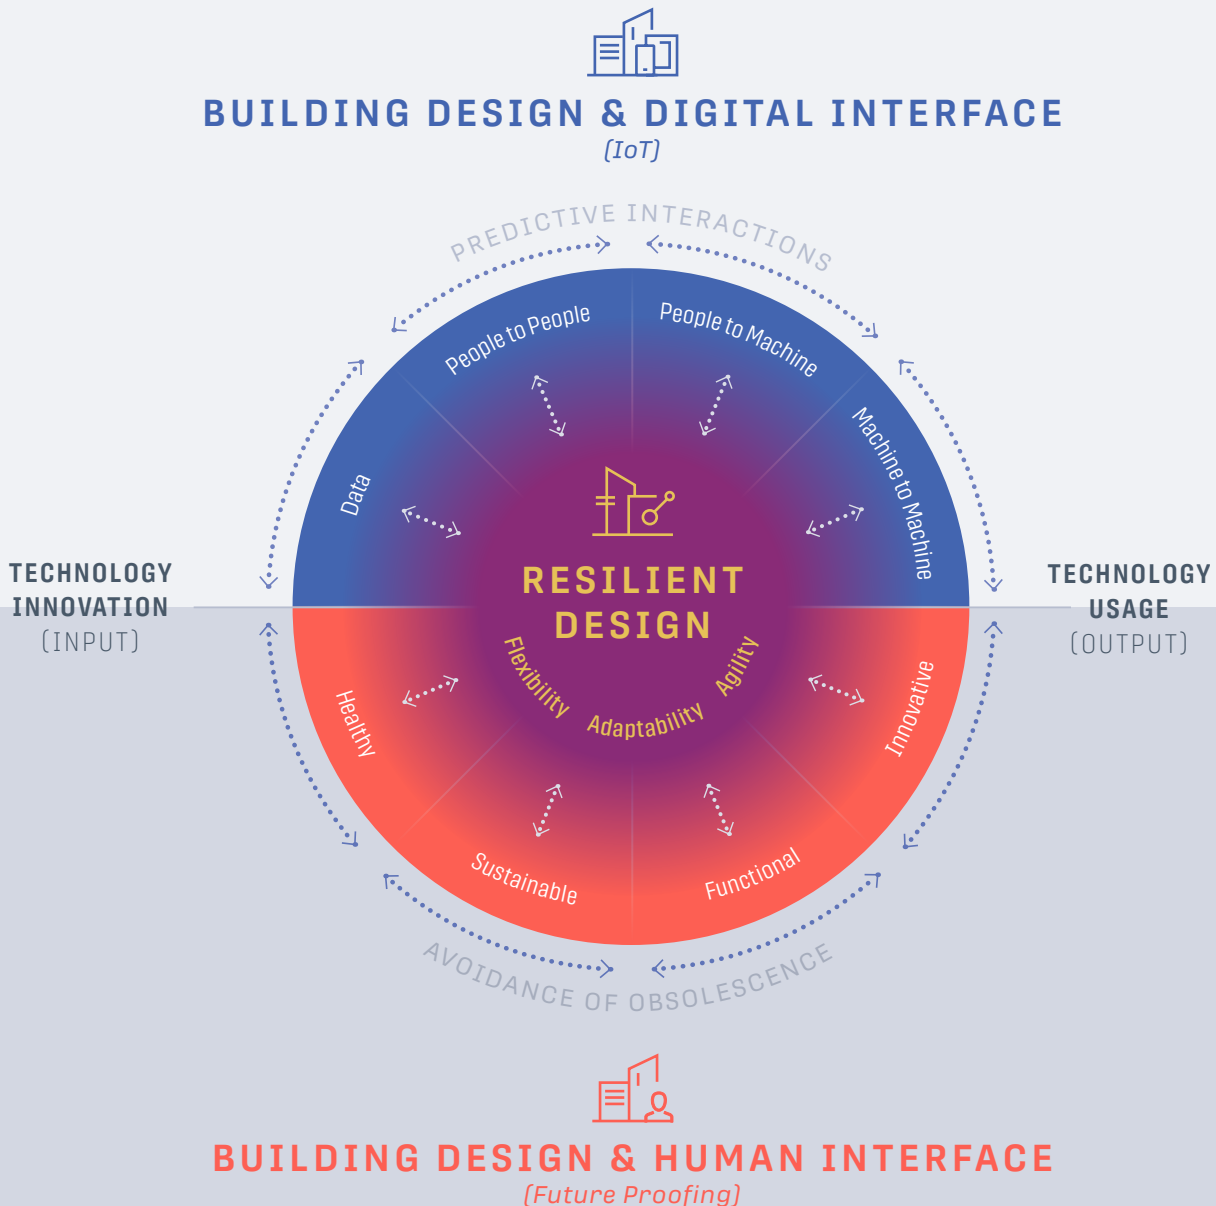 BUILDING DESIGN & DIGITAL INTERFACE
(IoT)
PREDICTIVE INTERACTIONS
People to People
People to Machine
Data
Machine to Machine
TECHNOLOGY
INNOVATION
(INPUT)
RESILIENT
DESIGN
Flexibility
Adaptability
Agility
TECHNOLOGY
USAGE
(OUTPUT)
Healthy
Innovative
Sustainable
Functional
AVOIDANCE OF OBSOLESCENCE
BUILDING DESIGN & HUMAN INTERFACE
(Future Proofing)